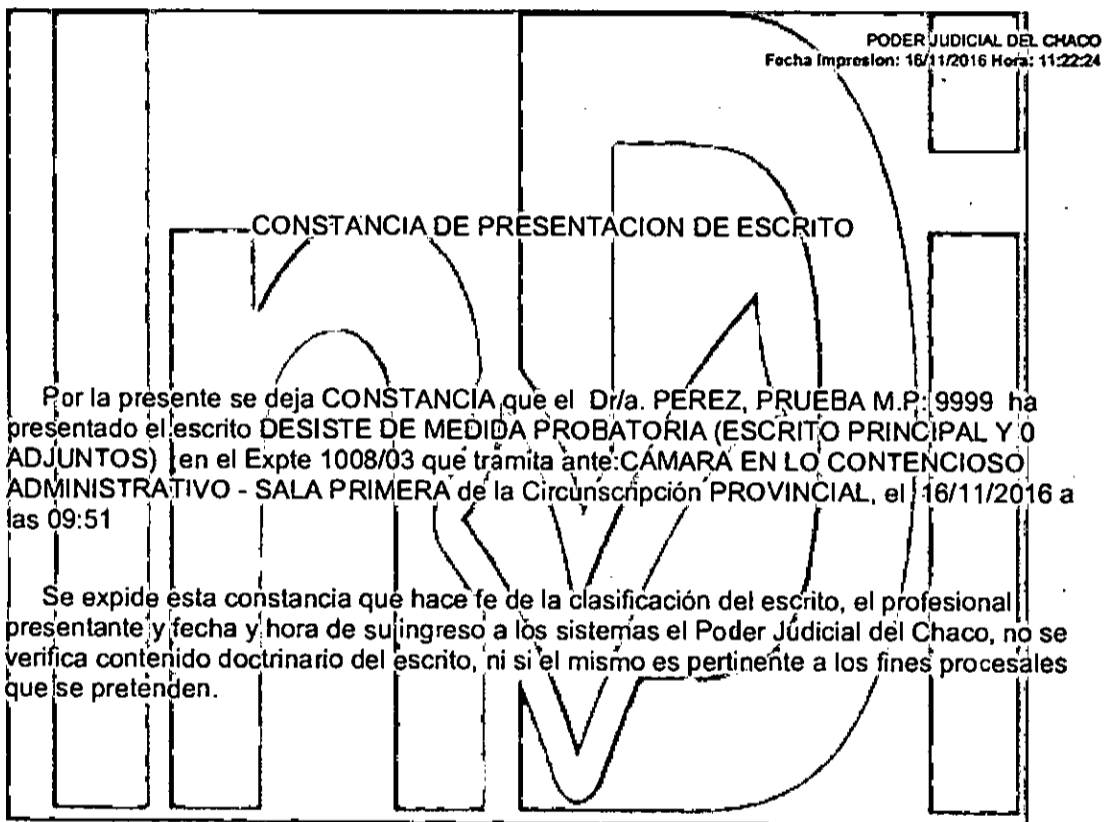 PODER JUDICIAL DEL CHACO
Fecha Impresion: 16/11/2016 Hora: 11:22:24
CONSTANCIA DE PRESENTACION DE ESCRITO
Por la presente se deja CONSTANCIA que el Dr/a. PEREZ, PRUEBA M.P: 9999 ha
presentado el escrito DESISTE DE MEDIDA PROBATORIA (ESCRITO PRINCIPAL Y 0
ADJUNTOS) en el Expte 1008/03 que tramita ante:CÁMARA EN LO CONTENCIOSO
ADMINISTRATIVO - SALA PRIMERA de la Circunscripción PROVINCIAL, el 16/11/2016 a
las 09:51
Se expide esta constancia que hace fe de la clasificación del escrito, el profesional
presentante y fecha y hora de su ingreso a los sistemas el Poder Júdicial del Chaco, no se
verifica contenido doctrinario del escrito, ni si el mismo es pertinente a los fines procesales
que se pretenden.